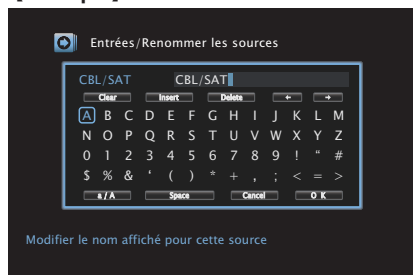 Entrées/Renommer les sources
CBL/SAT CBL/SAT
Clear Insert Delete ← →
A B C D E F G H I J K L M
N O P Q R S T U V W X Y Z
0 1 2 3 4 5 6 7 8 9 ! “ #
$ % & ‘ ( ) * + , ; < = >
a / A Space Cancel O K
Modifier le nom affiché pour cette source